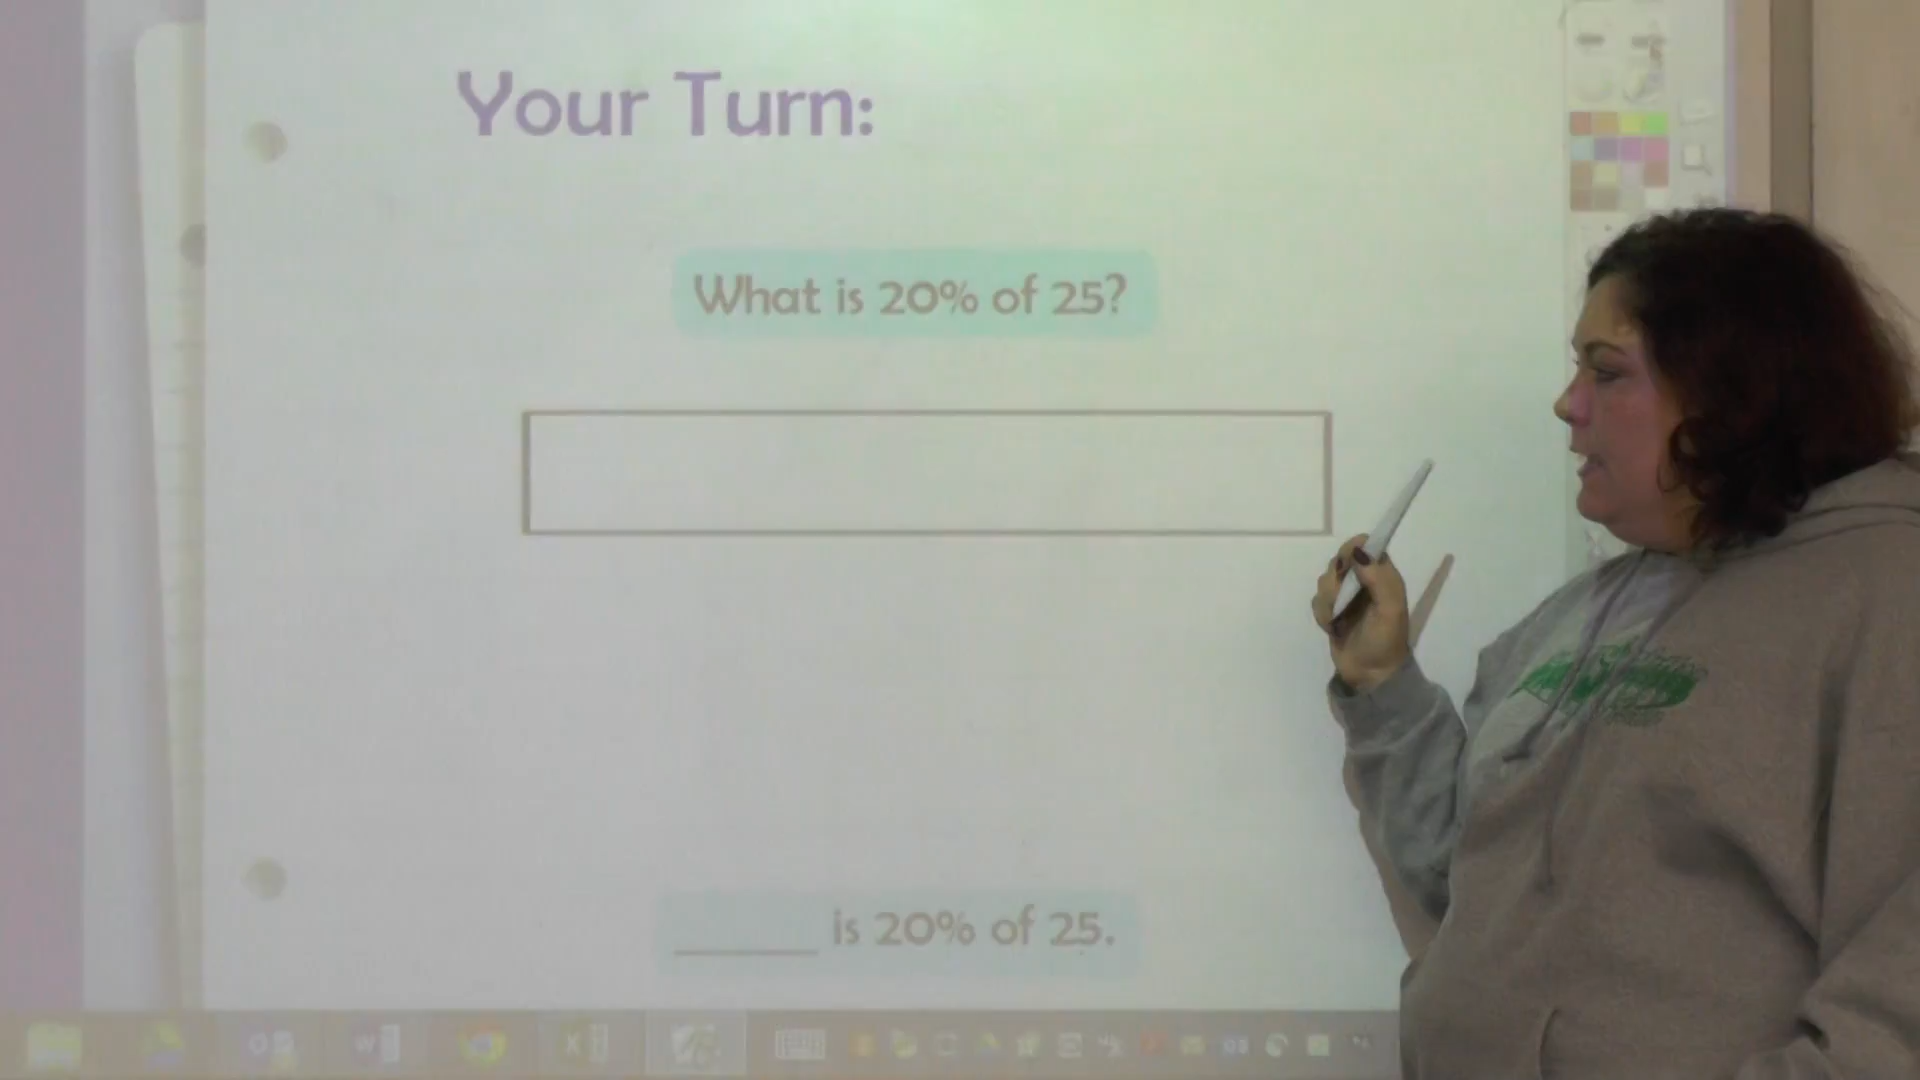 Your Turn:
What is 20% of 25?
______ is 20% of 25.